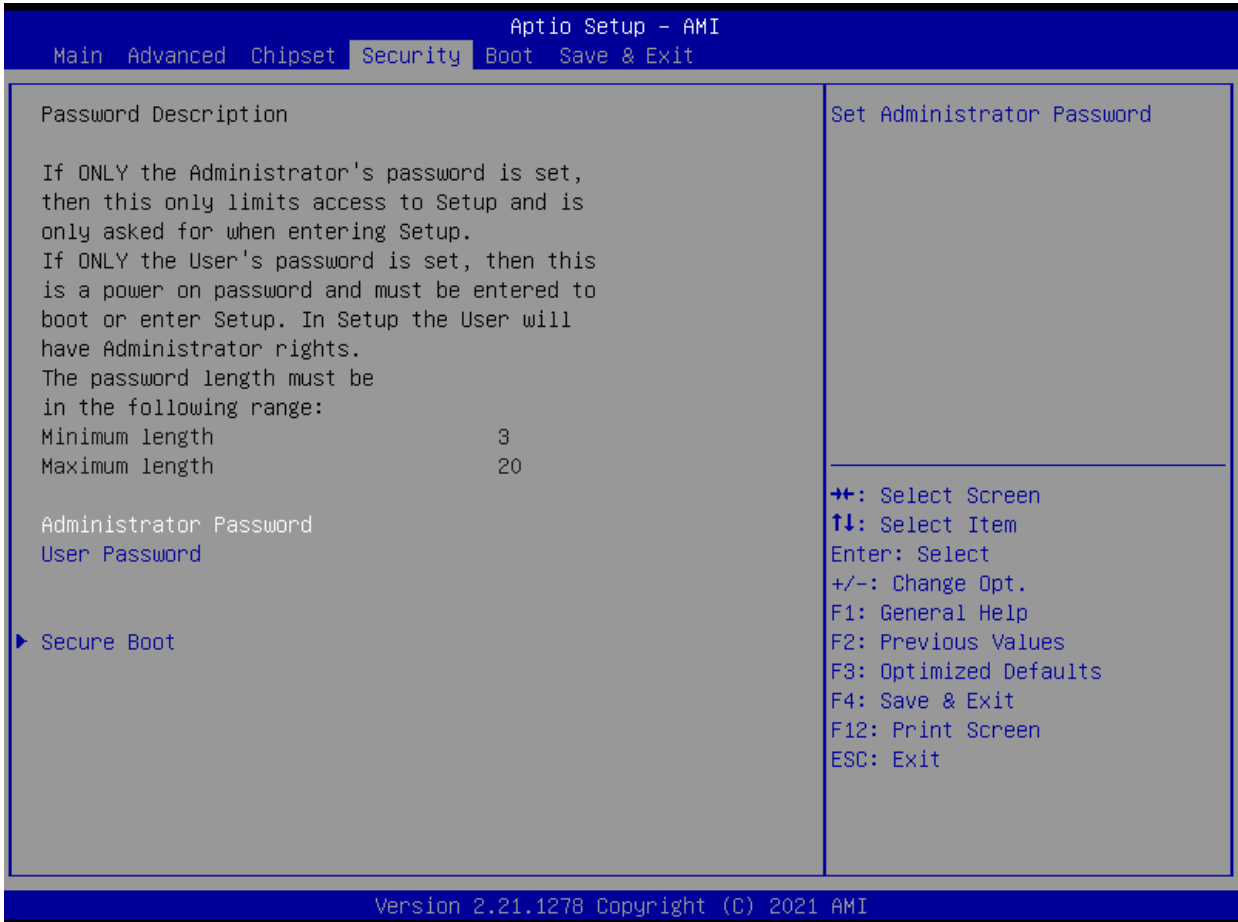 Aptio Setup – AMI
Main Advanced Chipset Security Boot Save & Exit
Password Description
If ONLY the Administrator's password is set,
then this only limits access to Setup and is
only asked for when entering Setup.
If ONLY the User's password is set, then this
is a power on password and must be entered to
boot or enter Setup. In Setup the User will
have Administrator rights.
The password length must be
in the following range:
Minimum length 3
Maximum length 20
Administrator Password
User Password
Secure Boot
Set Administrator Password
→←: Select Screen
↑↓: Select Item
Enter: Select
+/-: Change Opt.
F1: General Help
F2: Previous Values
F3: Optimized Defaults
F4: Save & Exit
F12: Print Screen
ESC: Exit
Version 2.21.1278 Copyright (C) 2021 AMI